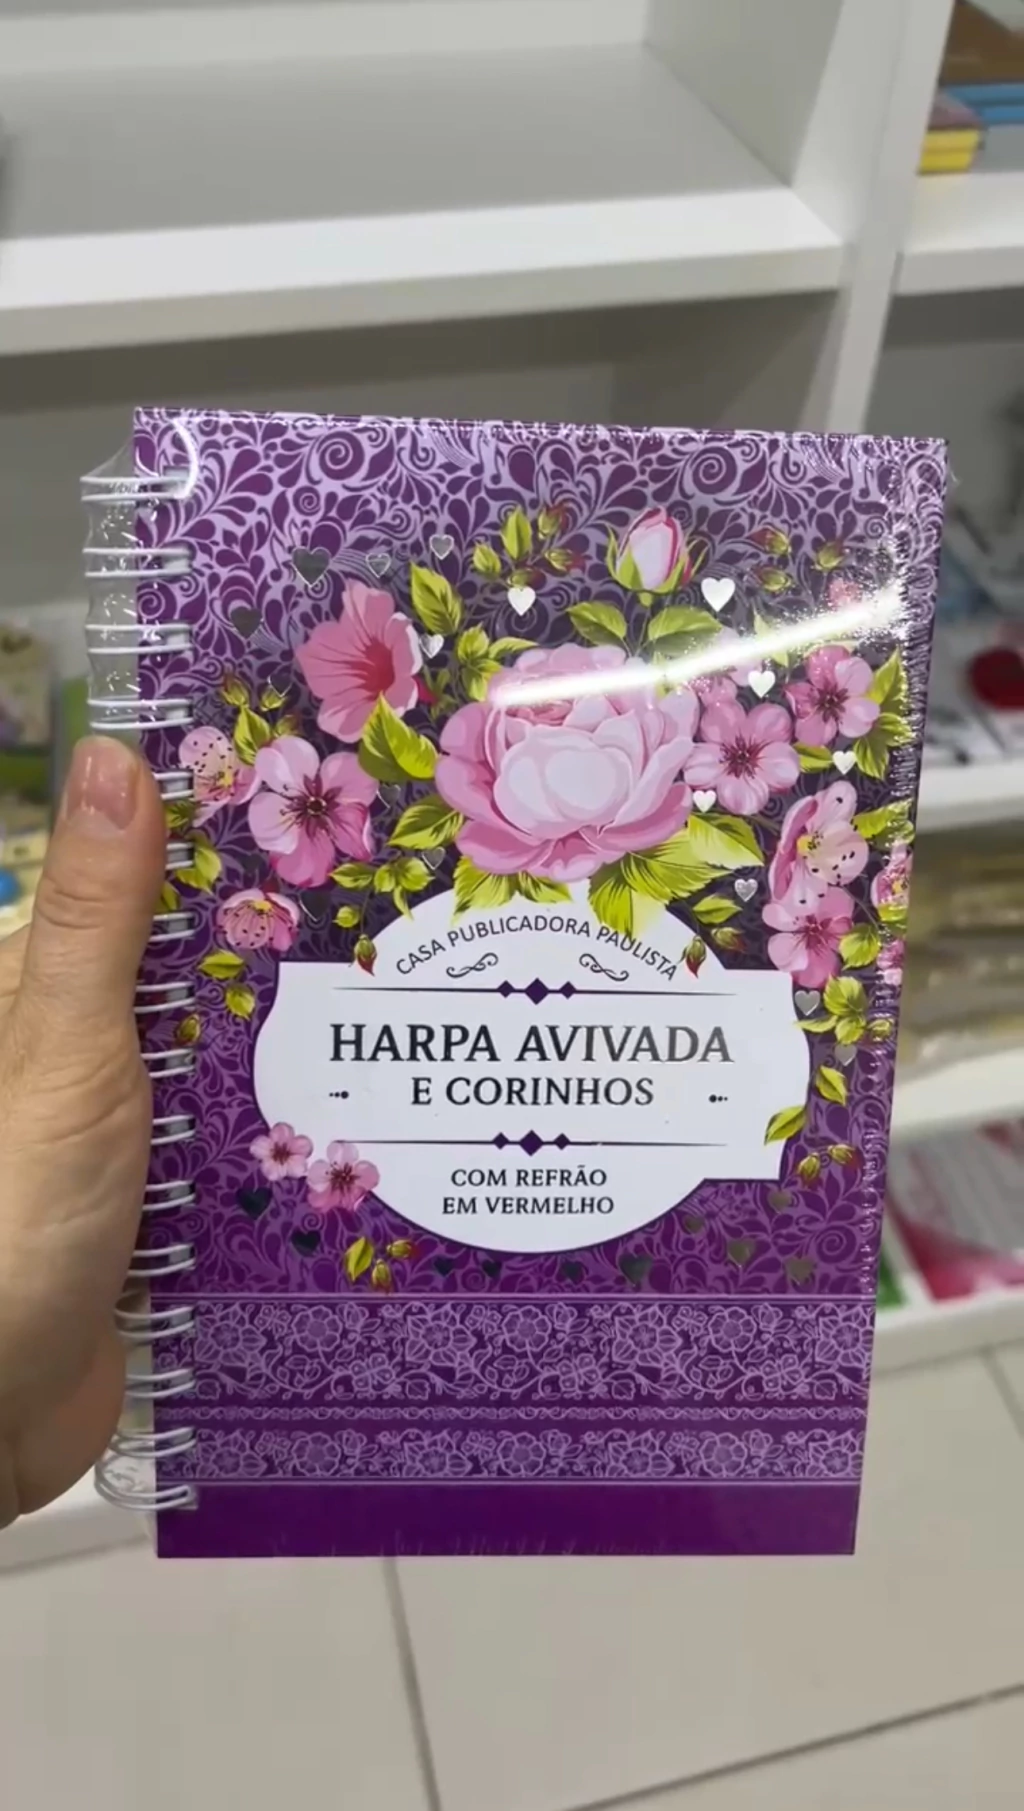 CASA PUBLICADORA PAULISTA
HARPA AVIVADA
E CORINHOS
COM REFRÃO
EM VERMELHO